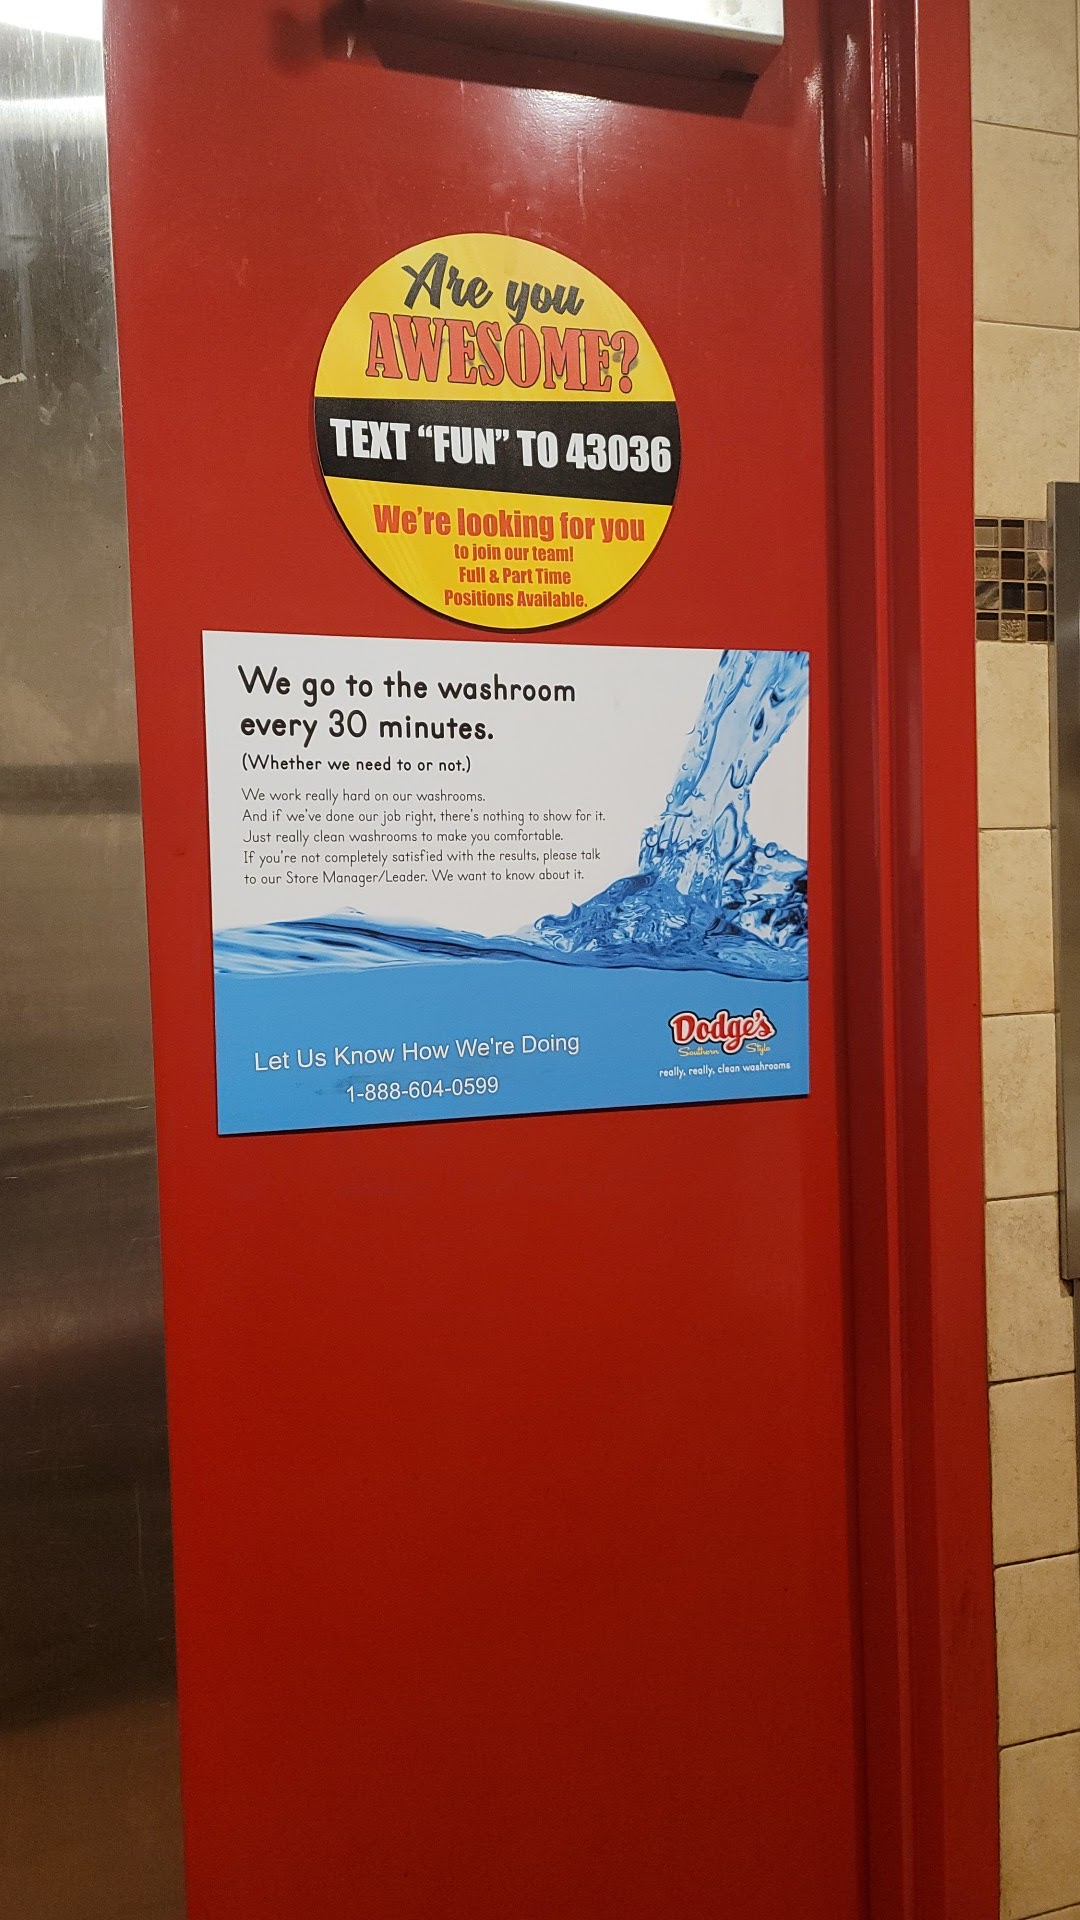 Are you
AWESOME?
TEXT “FUN” TO 43036
We're looking for you
to join our team!
Full & Part Time
Positions Available.
We go to the washroom
every 30 minutes.
(Whether we need to or not.)
We work really hard on our washrooms.
And if we've done our job right, there's nothing to show for it.
Just really clean washrooms to make you comfortable.
If you're not completely satisfied with the results, please talk
to our Store Manager/Leader. We want to know about it.
Let Us Know How We're Doing
1-888-604-0599
Dodge's
Southern Style
really, really, clean washrooms